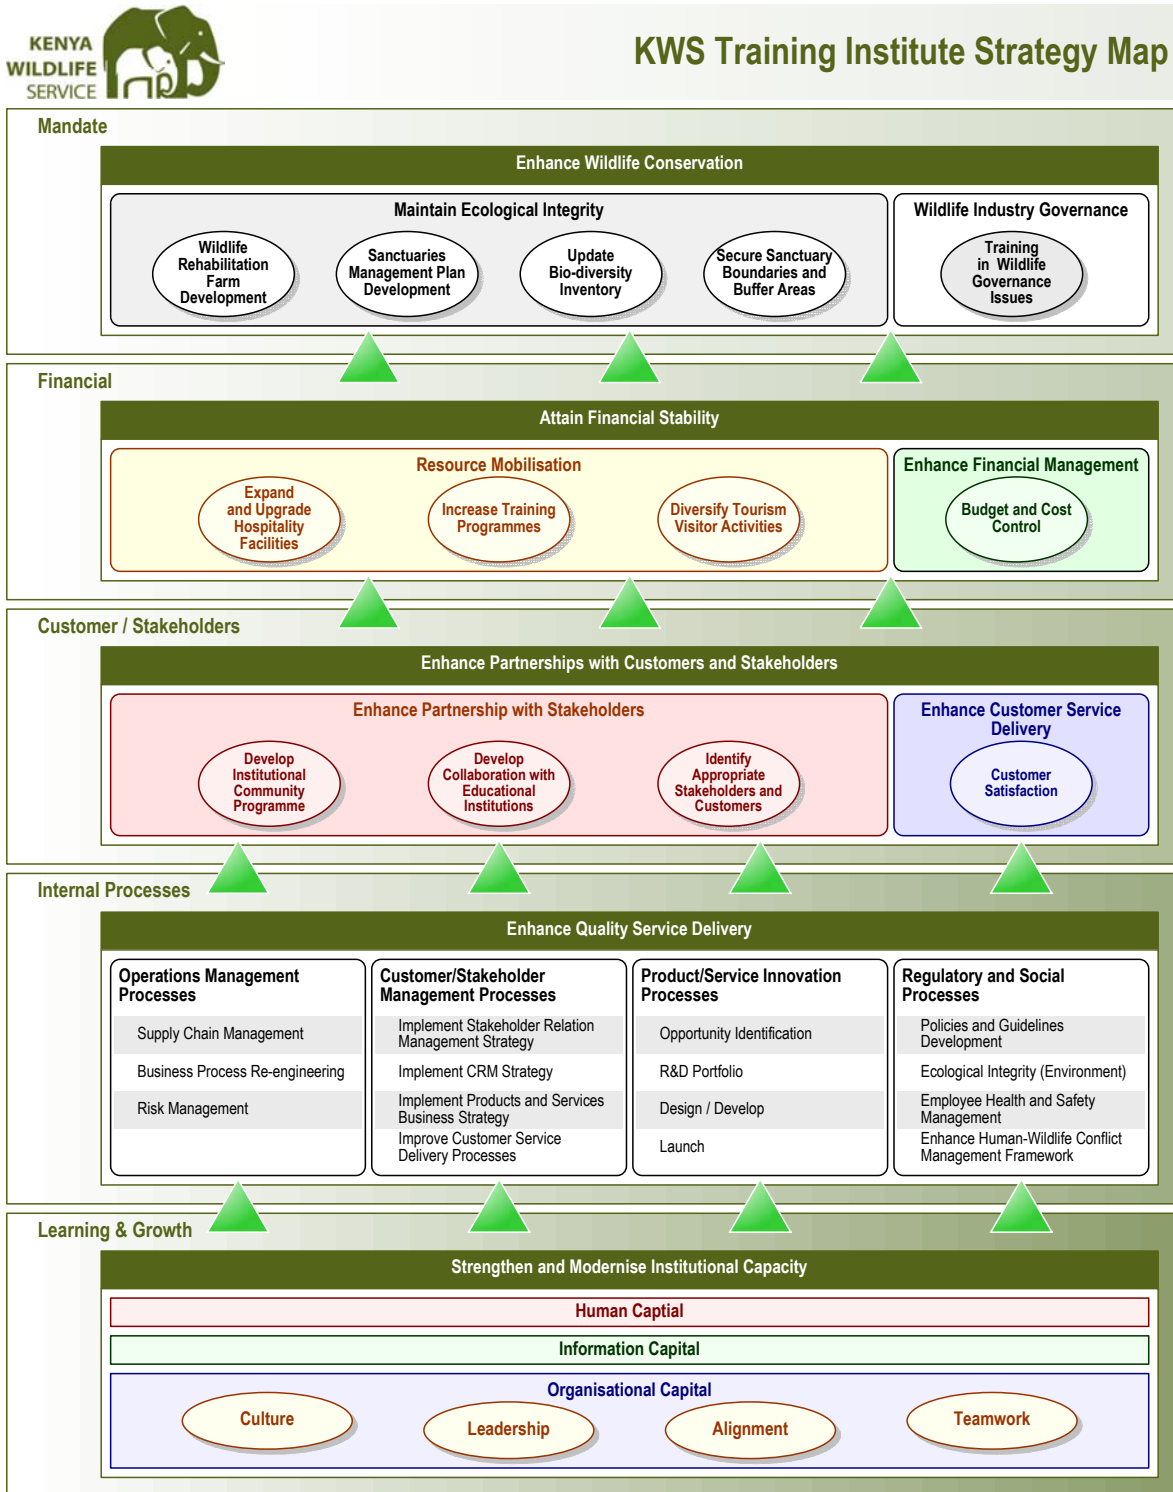 KENYA
WILDLIFE
SERVICE
KWS Training Institute Strategy Map
Mandate
Enhance Wildlife Conservation
Maintain Ecological Integrity
Wildlife
Rehabilitation
Farm
Development
Sanctuaries
Management Plan
Development
Update
Bio-diversity
Inventory
Secure Sanctuary
Boundaries and
Buffer Areas
Wildlife Industry Governance
Training
in Wildlife
Governance
Issues
Financial
Attain Financial Stability
Resource Mobilisation
Expand
and Upgrade
Hospitality
Facilities
Increase Training
Programmes
Diversify Tourism
Visitor Activities
Enhance Financial Management
Budget and Cost
Control
Customer / Stakeholders
Enhance Partnerships with Customers and Stakeholders
Enhance Partnership with Stakeholders
Develop
Institutional
Community
Programme
Develop
Collaboration with
Educational
Institutions
Identify
Appropriate
Stakeholders and
Customers
Enhance Customer Service
Delivery
Customer
Satisfaction
Internal Processes
Enhance Quality Service Delivery
Operations Management
Processes
Supply Chain Management
Business Process Re-engineering
Risk Management
Customer/Stakeholder
Management Processes
Implement Stakeholder Relation
Management Strategy
Implement CRM Strategy
Implement Products and Services
Business Strategy
Improve Customer Service
Delivery Processes
Product/Service Innovation
Processes
Opportunity Identification
R&D Portfolio
Design / Develop
Launch
Regulatory and Social
Processes
Policies and Guidelines
Development
Ecological Integrity (Environment)
Employee Health and Safety
Management
Enhance Human-Wildlife Conflict
Management Framework
Learning & Growth
Strengthen and Modernise Institutional Capacity
Human Captial
Information Capital
Organisational Capital
Culture
Leadership
Alignment
Teamwork